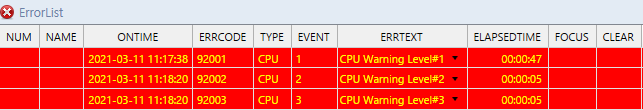 ErrorList
NUM NAME ONTIME ERRCODE TYPE EVENT ERRTEXT ELAPSEDTIME FOCUS CLEAR
2021-03-11 11:17:38 92001 CPU 1 CPU Warning Level#1 00:00:47
2021-03-11 11:18:20 92002 CPU 2 CPU Warning Level#2 00:00:05
2021-03-11 11:18:20 92003 CPU 3 CPU Warning Level#3 00:00:05